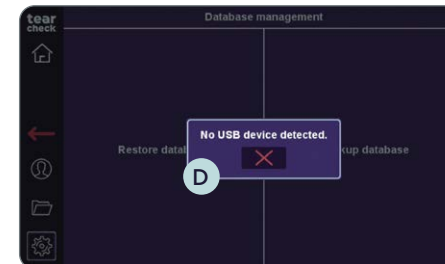 tear
check
Database management
No USB device detected.
Restore datab
kup database
D